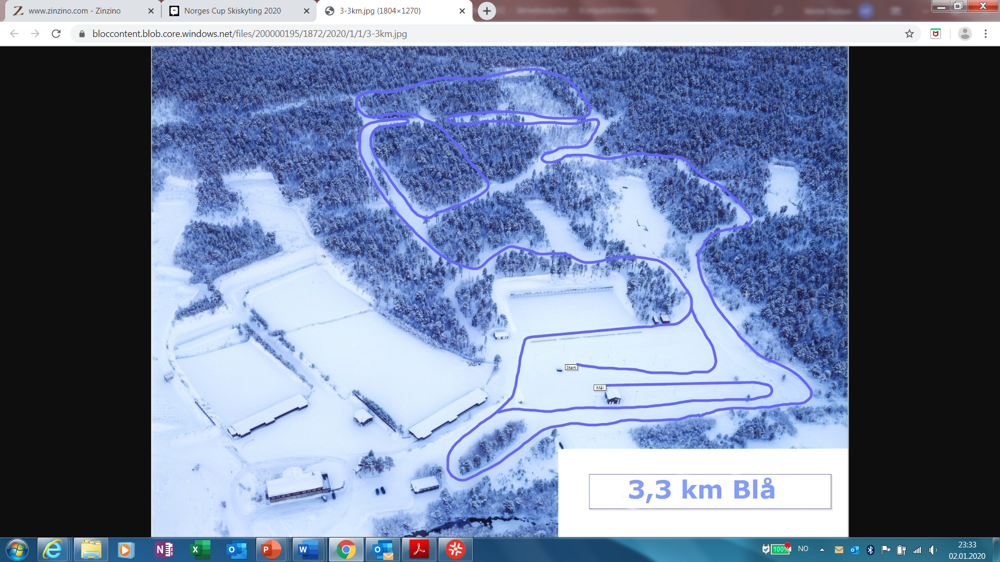 www.zinzino.com - Zinzino
Norges Cup Skiskyting 2020
3-3km.jpg (1804×1270)
bloccontent.blob.core.windows.net/files/200000195/1872/2020/1/1/3-3km.jpg
Start
Mål
3,3 km Blå
100%
NO
23:33
02.01.2020